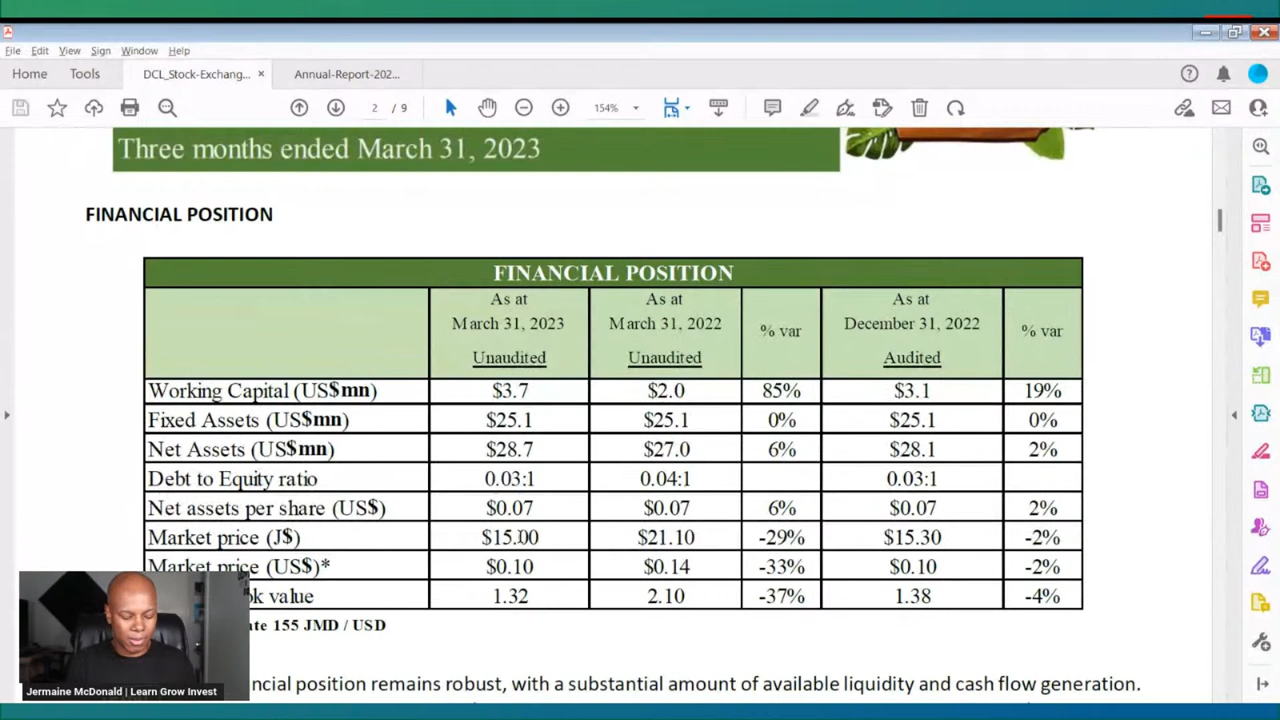 File Edit View Sign Window Help
Home Tools DCL_Stock-Exchang... × Annual-Report-202...
2 / 9 154%
Three months ended March 31, 2023
FINANCIAL POSITION
FINANCIAL POSITION
As at March 31, 2023 Unaudited As at March 31, 2022 Unaudited % var As at December 31, 2022 Audited % var
Working Capital (US$mn) $3.7 $2.0 85% $3.1 19%
Fixed Assets (US$mn) $25.1 $25.1 0% $25.1 0%
Net Assets (US$mn) $28.7 $27.0 6% $28.1 2%
Debt to Equity ratio 0.03:1 0.04:1 0.03:1
Net assets per share (US$) $0.07 $0.07 6% $0.07 2%
Market price (J$) $15.00 $21.10 -29% $15.30 -2%
Market price (US$)* $0.10 $0.14 -33% $0.10 -2%
k value 1.32 2.10 -37% 1.38 -4%
te 155 JMD / USD
ncial position remains robust, with a substantial amount of available liquidity and cash flow generation.
Jermaine McDonald | Learn Grow Invest